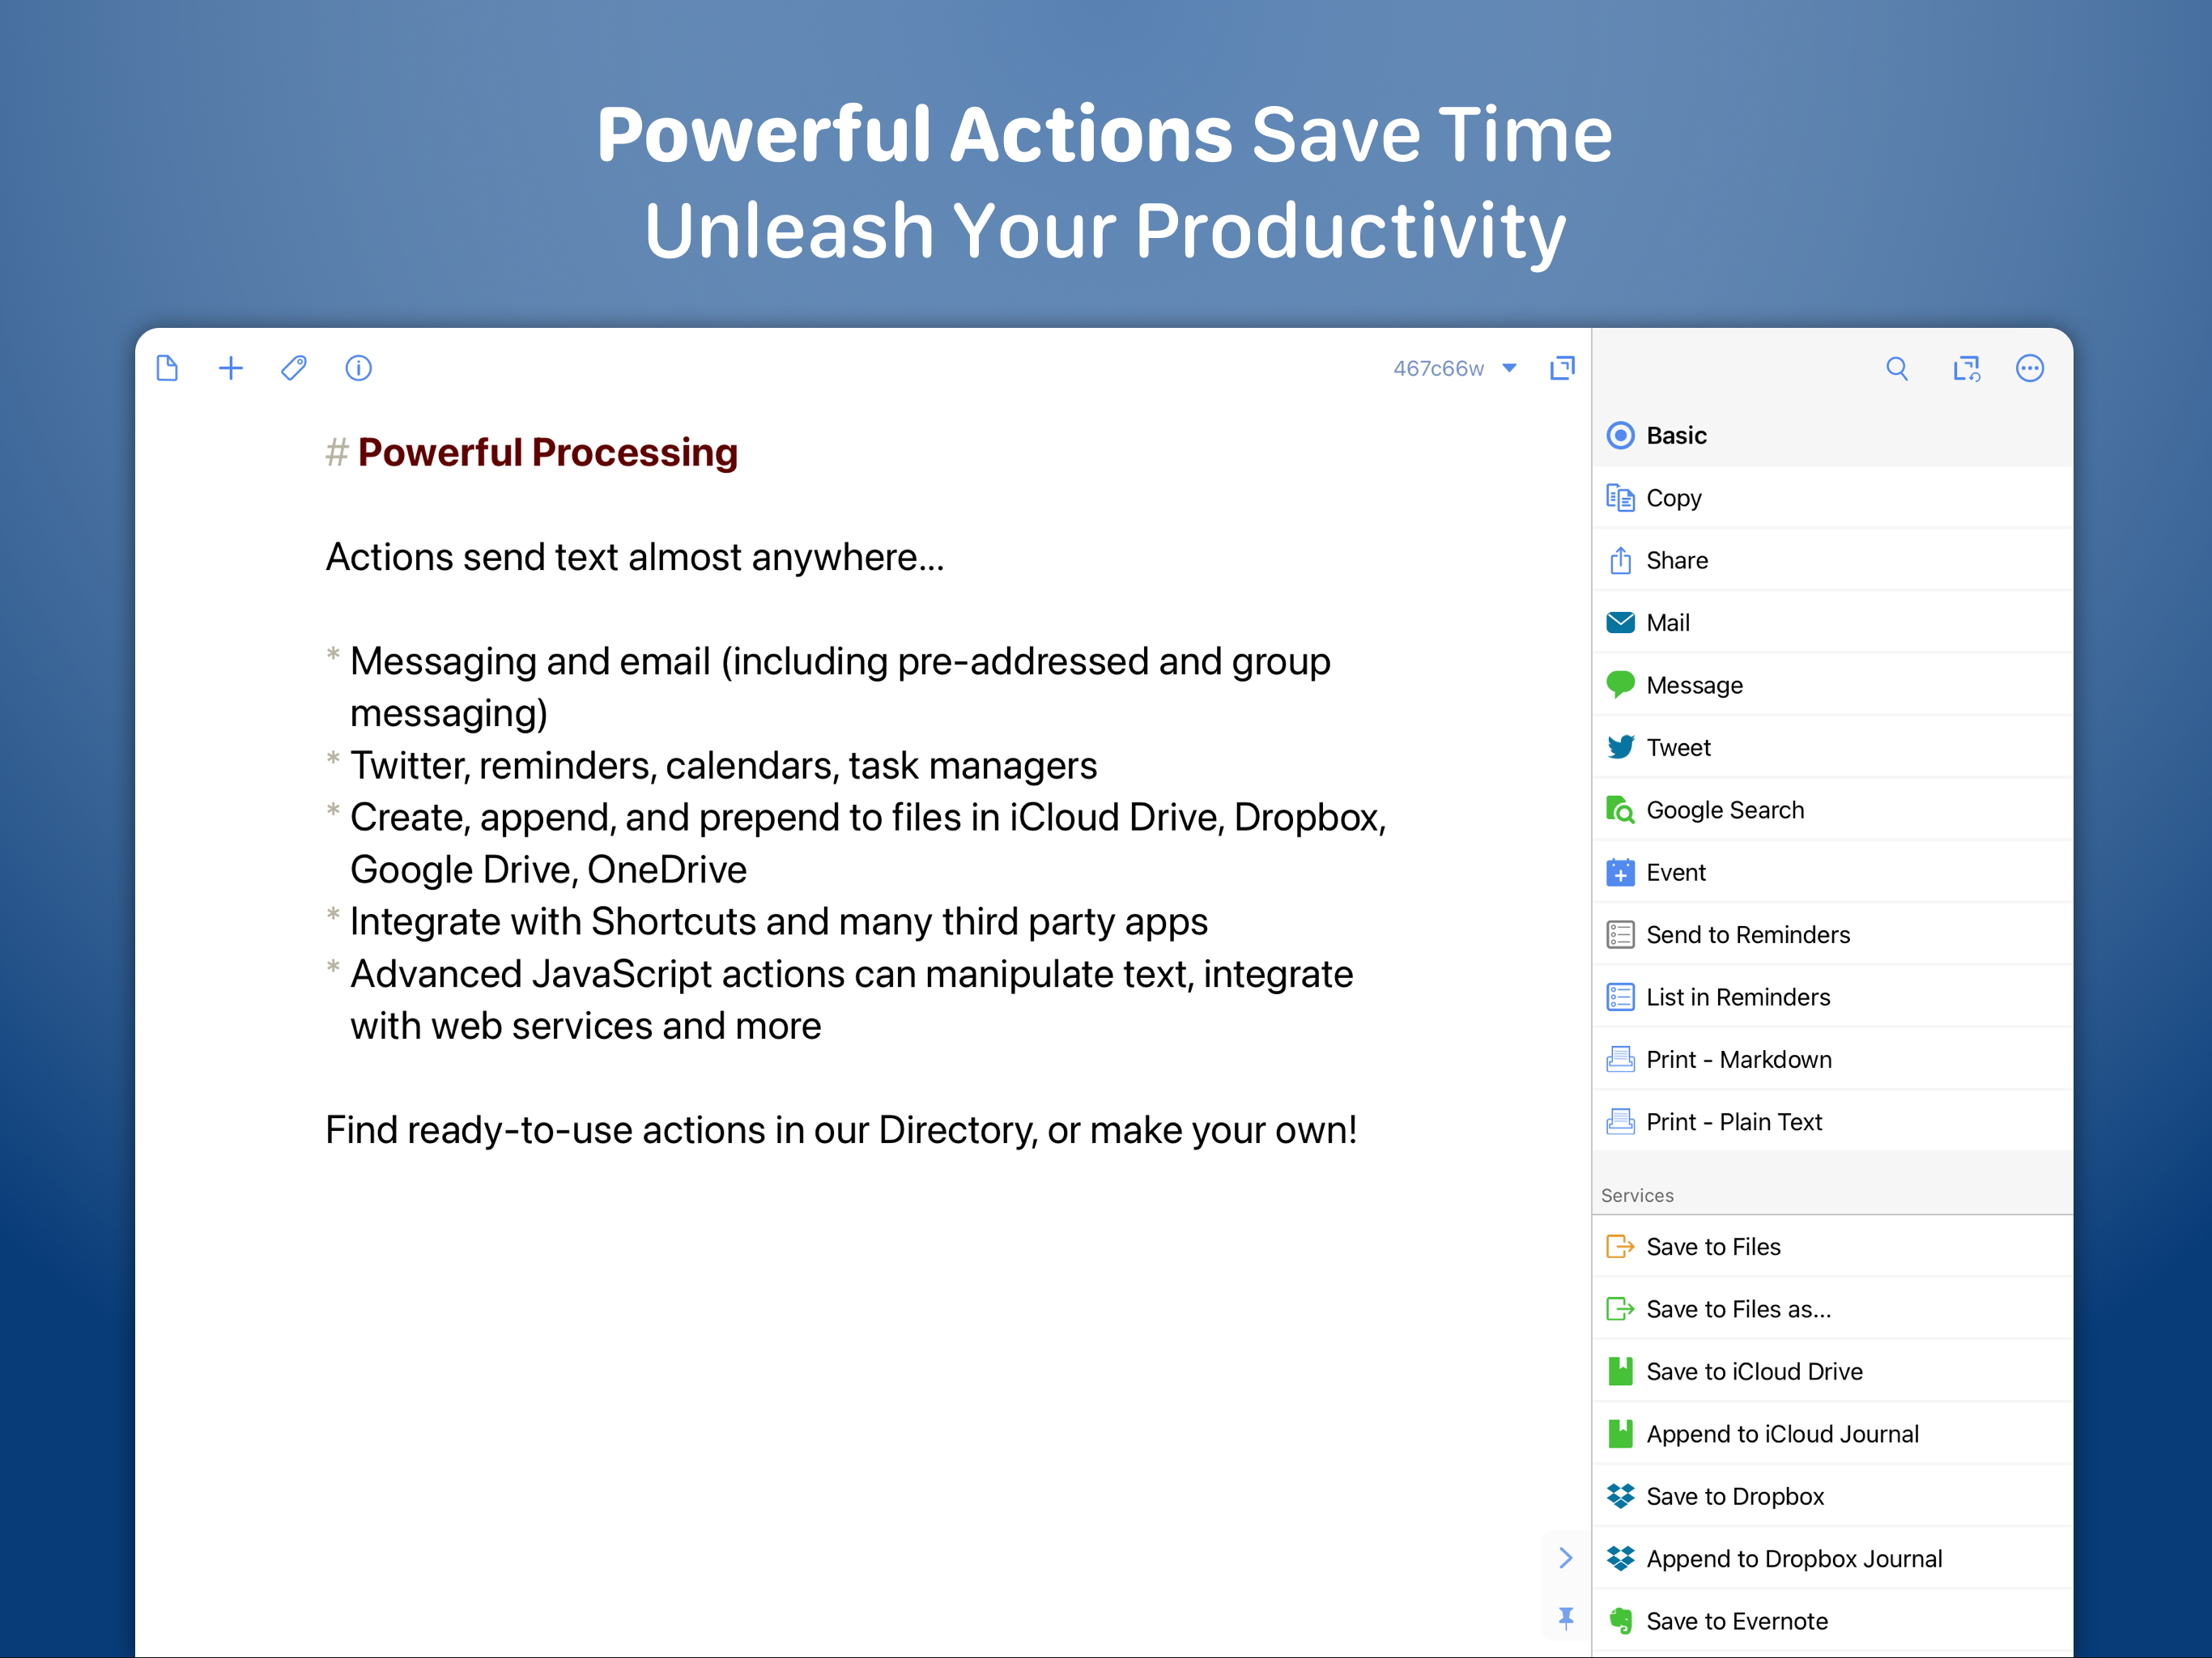 Powerful Actions Save Time
Unleash Your Productivity
467c66w
# Powerful Processing
Actions send text almost anywhere...
* Messaging and email (including pre-addressed and group
messaging)
* Twitter, reminders, calendars, task managers
* Create, append, and prepend to files in iCloud Drive, Dropbox,
Google Drive, OneDrive
* Integrate with Shortcuts and many third party apps
* Advanced JavaScript actions can manipulate text, integrate
with web services and more
Find ready-to-use actions in our Directory, or make your own!
Basic
Copy
Share
Mail
Message
Tweet
Google Search
Event
Send to Reminders
List in Reminders
Print - Markdown
Print - Plain Text
Services
Save to Files
Save to Files as...
Save to iCloud Drive
Append to iCloud Journal
Save to Dropbox
Append to Dropbox Journal
Save to Evernote